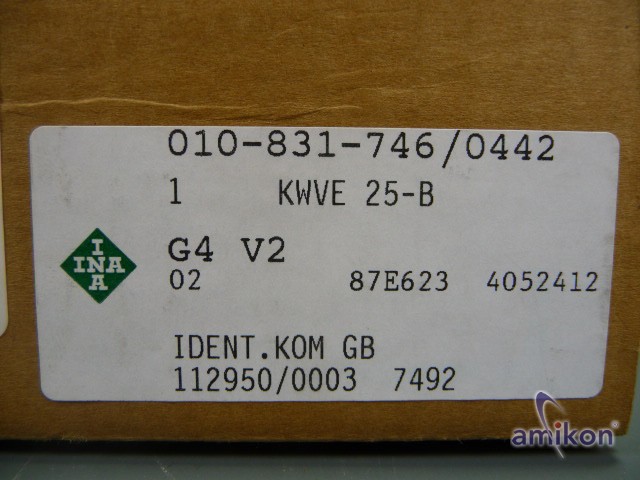 010-831-746/0442
1 KWVE 25-B
INA
INA
G4 V2
02 87E623 4052412
IDENT.KOM GB
112950/0003 7492
amikon